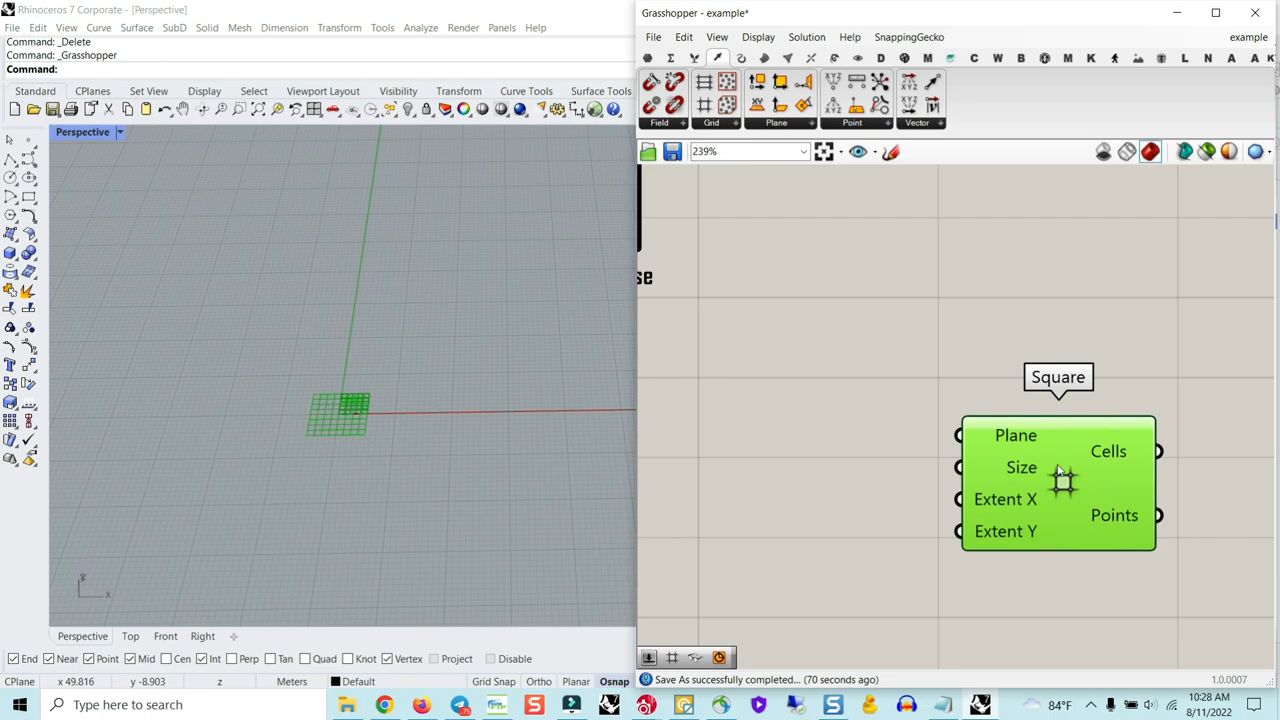 Rhinoceros 7 Corporate - [Perspective]
File Edit View Curve Surface SubD Solid Mesh Dimension Transform Tools Analyze Render Panels Help
Command: _Delete
Command: _Grasshopper
Command:
Standard CPlanes Set View Display Select Viewport Layout Visibility Transform Curve Tools Surface Tools
Perspective
y
x
Perspective Top Front Right
End Near Point Mid Cen Int Perp Tan Quad Knot Vertex Project Disable
CPlane x 49.816 y -8.903 z Meters Default Grid Snap Ortho Planar Osnap
Grasshopper - example*
File Edit View Display Solution Help SnappingGecko example
D M S C W B M K L N A A K
Field Grid Plane Point Vector
239%
se
Square
Plane
Size
Extent X
Extent Y
Cells
Points
Save As successfully completed... (70 seconds ago) 1.0.0007
Type here to search
75
84°F
10:28 AM
8/11/2022